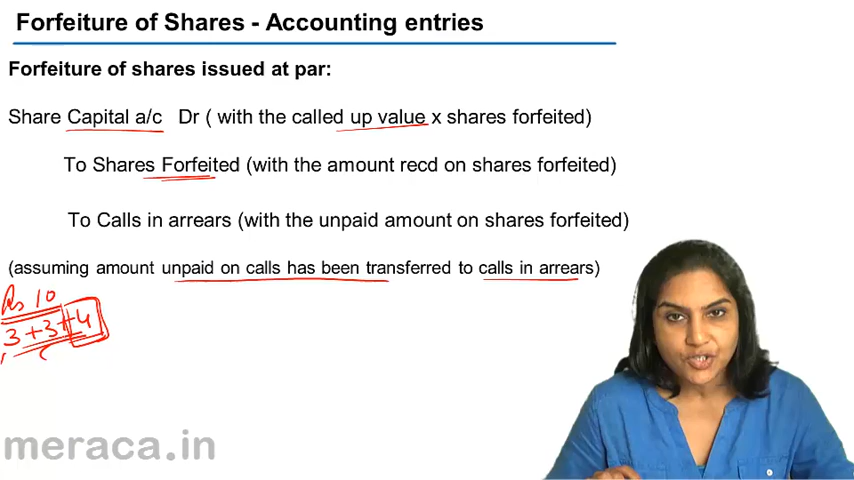 Forfeiture of Shares - Accounting entries
Forfeiture of shares issued at par:
Share Capital a/c Dr ( with the called up value x shares forfeited)
To Shares Forfeited (with the amount recd on shares forfeited)
To Calls in arrears (with the unpaid amount on shares forfeited)
(assuming amount unpaid on calls has been transferred to calls in arrears)
Rs 10
3+3+4
meraca.in